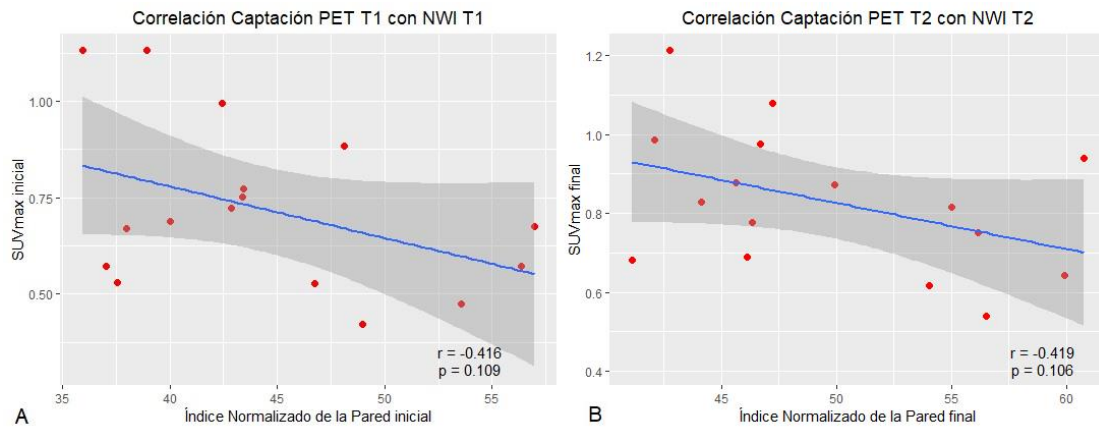 Correlación Captación PET T1 con NWI T1
SUVmax inicial
1.00
0.75
0.50
r = -0.416
p = 0.109
35 40 45 50 55
A
Índice Normalizado de la Pared inicial
Correlación Captación PET T2 con NWI T2
SUVmax final
1.2
1.0
0.8
0.6
0.4
r = -0.419
p = 0.106
45 50 55 60
B
Índice Normalizado de la Pared final